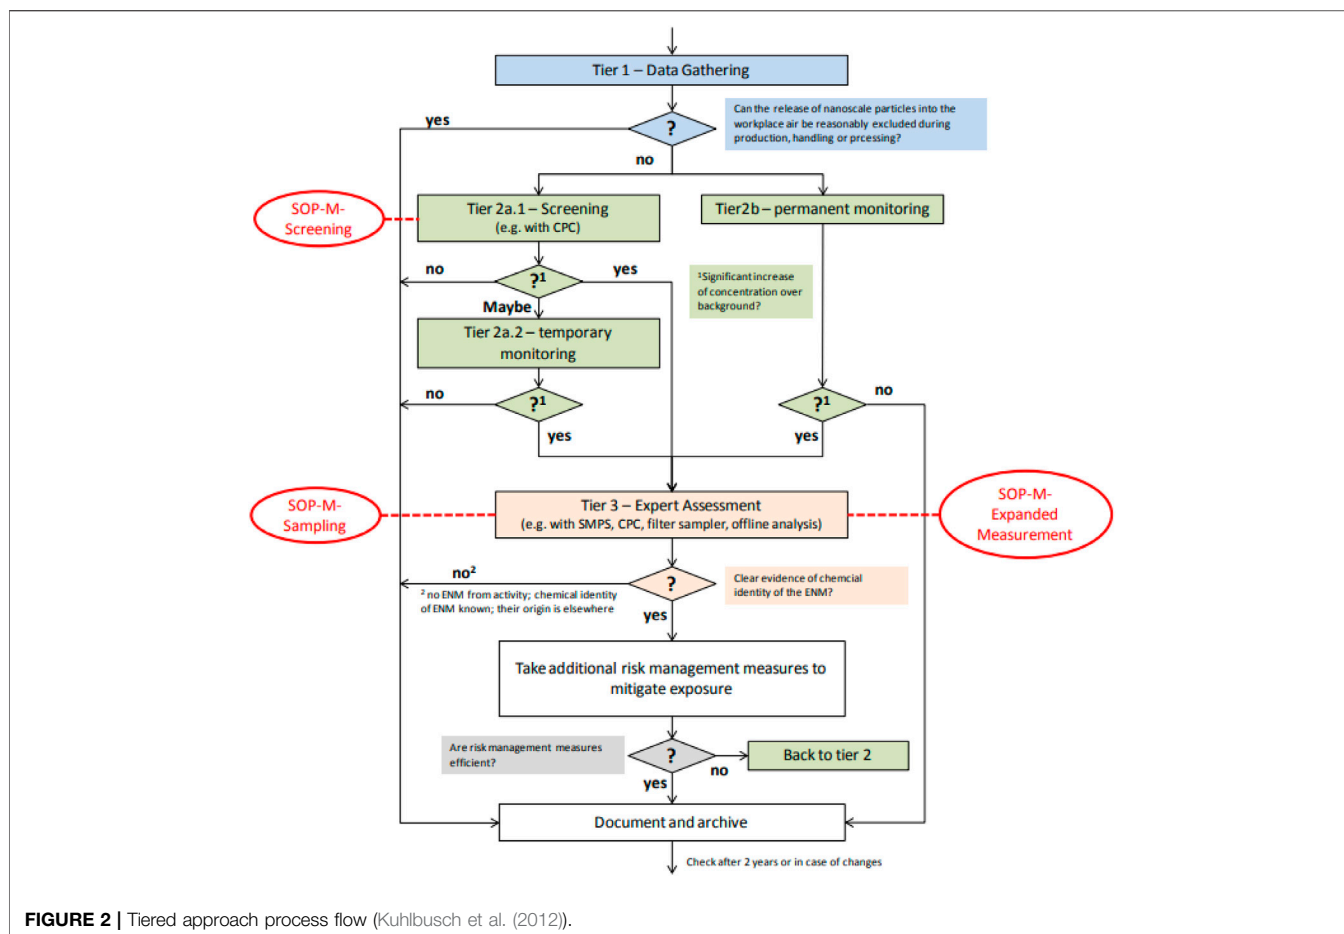 Tier 1 – Data Gathering
Can the release of nanoscale particles into the
workplace air be reasonably excluded during
production, handling or prcessing?
yes
?
no
SOP-M-
Screening
Tier 2a.1 – Screening
(e.g. with CPC)
Tier2b – permanent monitoring
no
?¹
yes
¹Significant increase
of concentration over
background?
Maybe
Tier 2a.2 – temporary
monitoring
no
?¹
yes
?¹
no
yes
SOP-M-
Sampling
Tier 3 – Expert Assessment
(e.g. with SMPS, CPC, filter sampler, offline analysis)
SOP-M-
Expanded
Measurement
no²
² no ENM from activity; chemical identity
of ENM known; their origin is elsewhere
?
Clear evidence of chemcial
identity of the ENM?
yes
Take additional risk management measures to
mitigate exposure
Are risk management measures
efficient?
?
no
Back to tier 2
yes
Document and archive
Check after 2 years or in case of changes
FIGURE 2 | Tiered approach process flow (Kuhlbusch et al. (2012)).